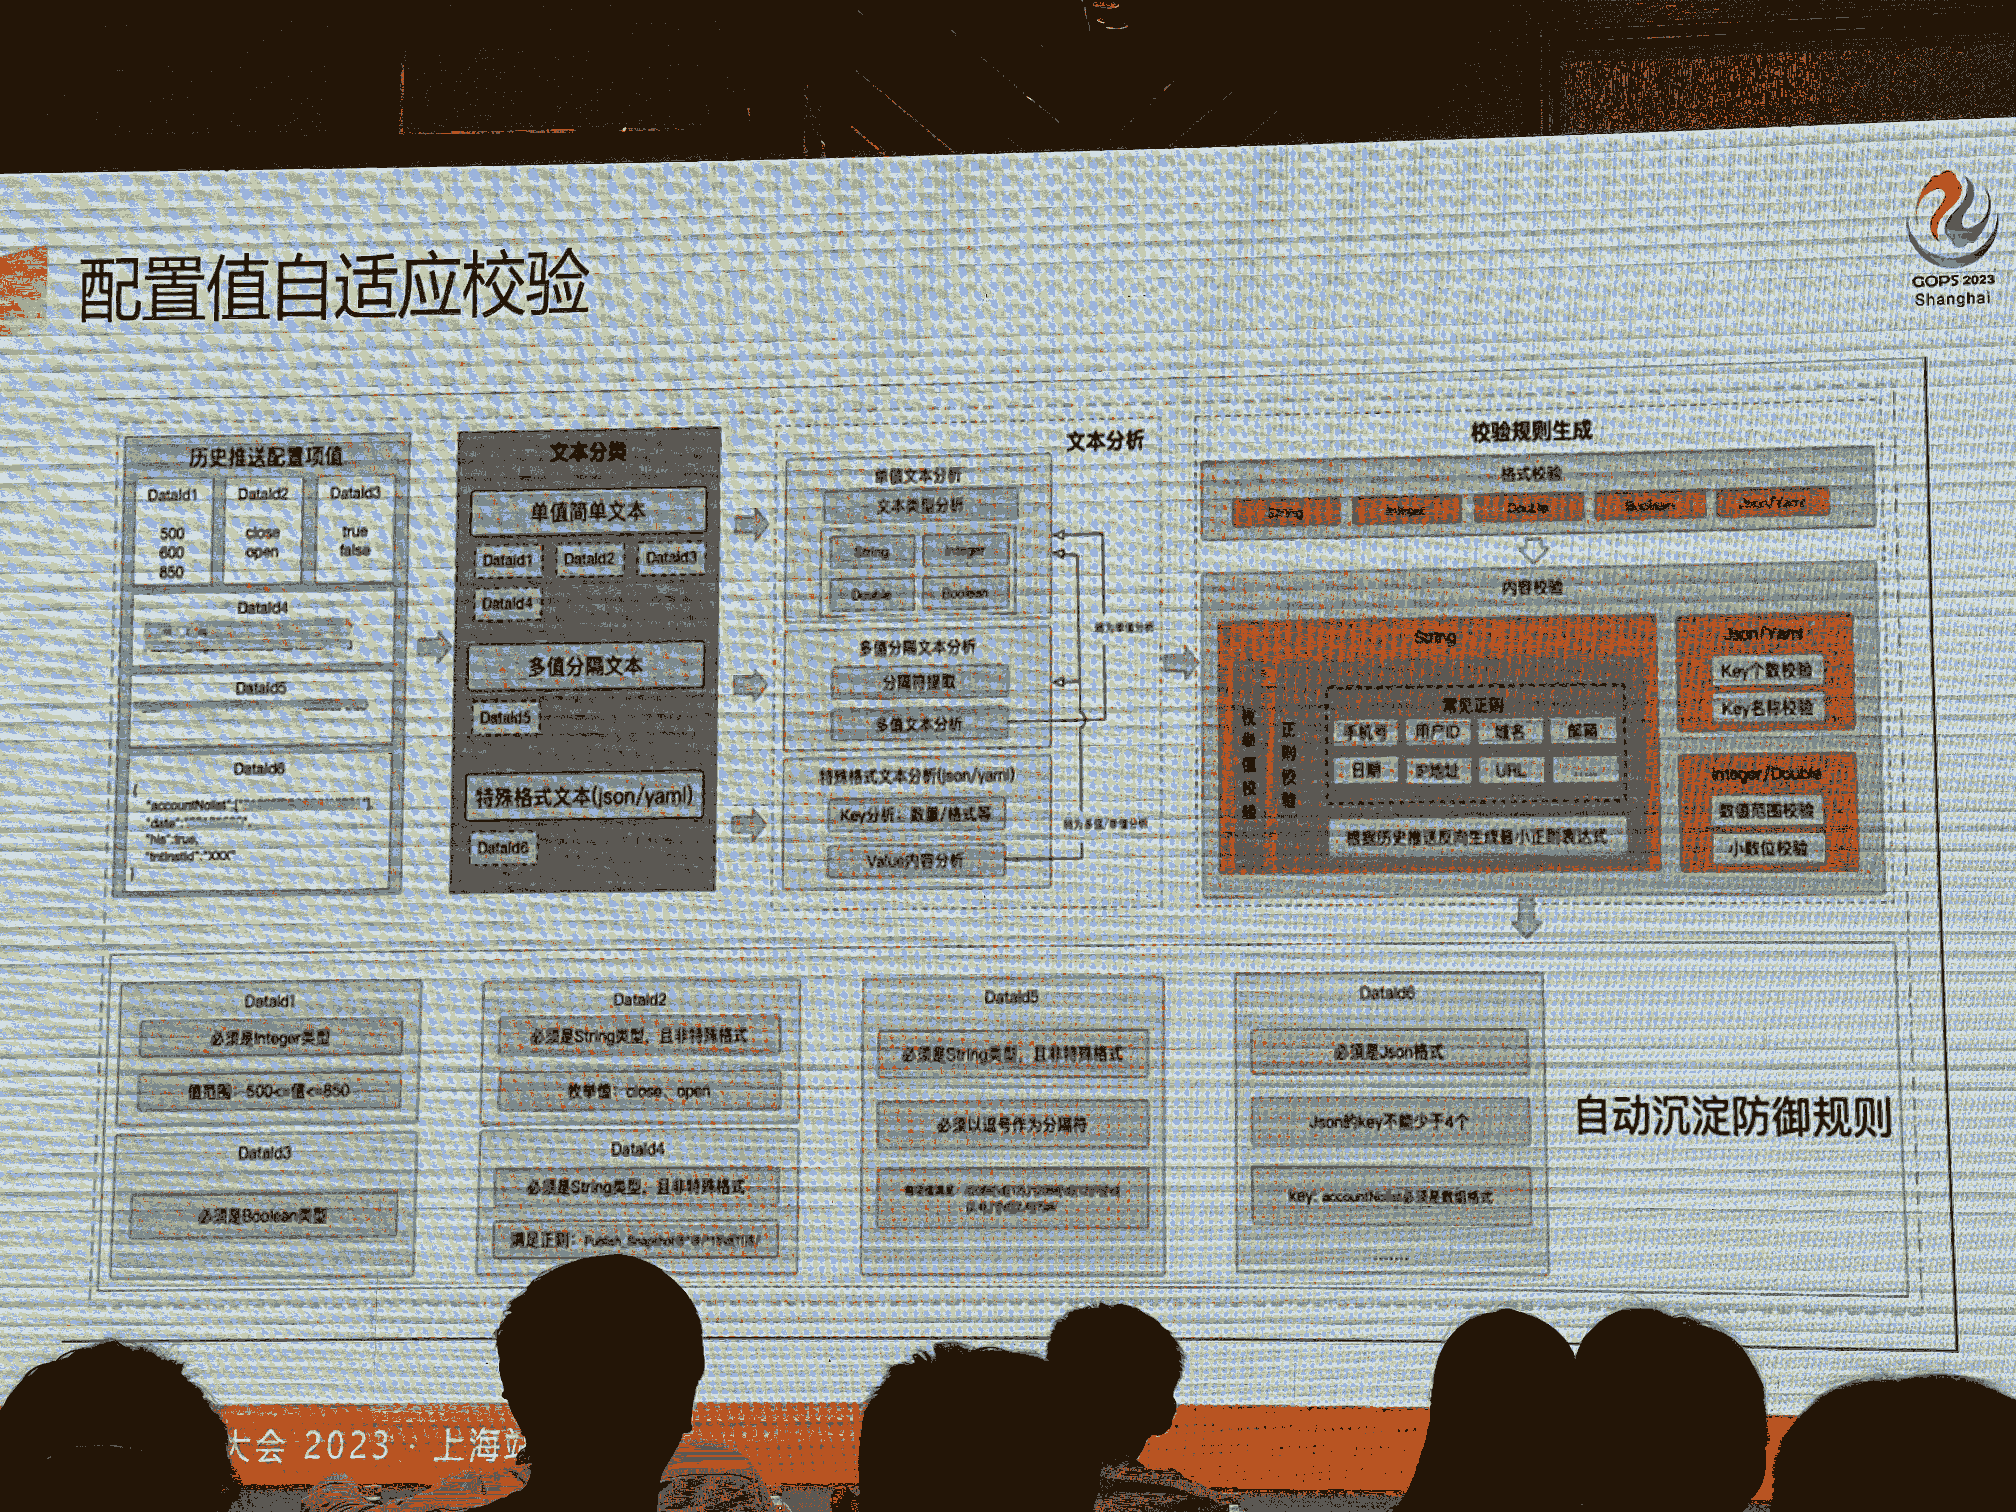 GOPS 2023
Shanghai
配置值自适应校验
历史推送配置项值
DataId1 DataId2 DataId3
500 close true
600 open false
850
DataId4
DataId5
DataId6
{
"accountNolist":["
"date":"
"his":true,
"instId":"XXX"
}
文本分类
单值简单文本
DataId1 DataId2 DataId3
DataId4
多值分隔文本
DataId5
特殊格式文本(json/yaml)
DataId6
文本分析
单值文本分析
文本类型分析
String Integer
Double Boolean
多值分隔文本分析
分隔符提取
多值文本分析
特殊格式文本分析(json/yaml)
Key分析：数量/格式等
Value内容分析
转为单值分析
转为多值/单值分析
校验规则生成
格式校验
String Integer Double Boolean Json/Yaml
内容校验
String
枚举值校验
正则校验
常见正则
手机号 用户ID 域名 邮箱
日期 IP地址 URL ......
根据历史推送反向生成最小正则表达式
Json/Yaml
Key个数校验
Key名称校验
Integer/Double
数值范围校验
小数位校验
DataId1
必须是Integer类型
值范围：500<=值<=850
DataId3
必须是Boolean类型
DataId2
必须是String类型，且非特殊格式
枚举值：close、open
DataId4
必须是String类型，且非特殊格式
满足正则：
DataId5
必须是String类型，且非特殊格式
必须以逗号作为分隔符
DataId6
必须是Json格式
Json的key不能少于4个
key: accountNolist必须是数组格式
.......
自动沉淀防御规则
大会 2023 · 上海站